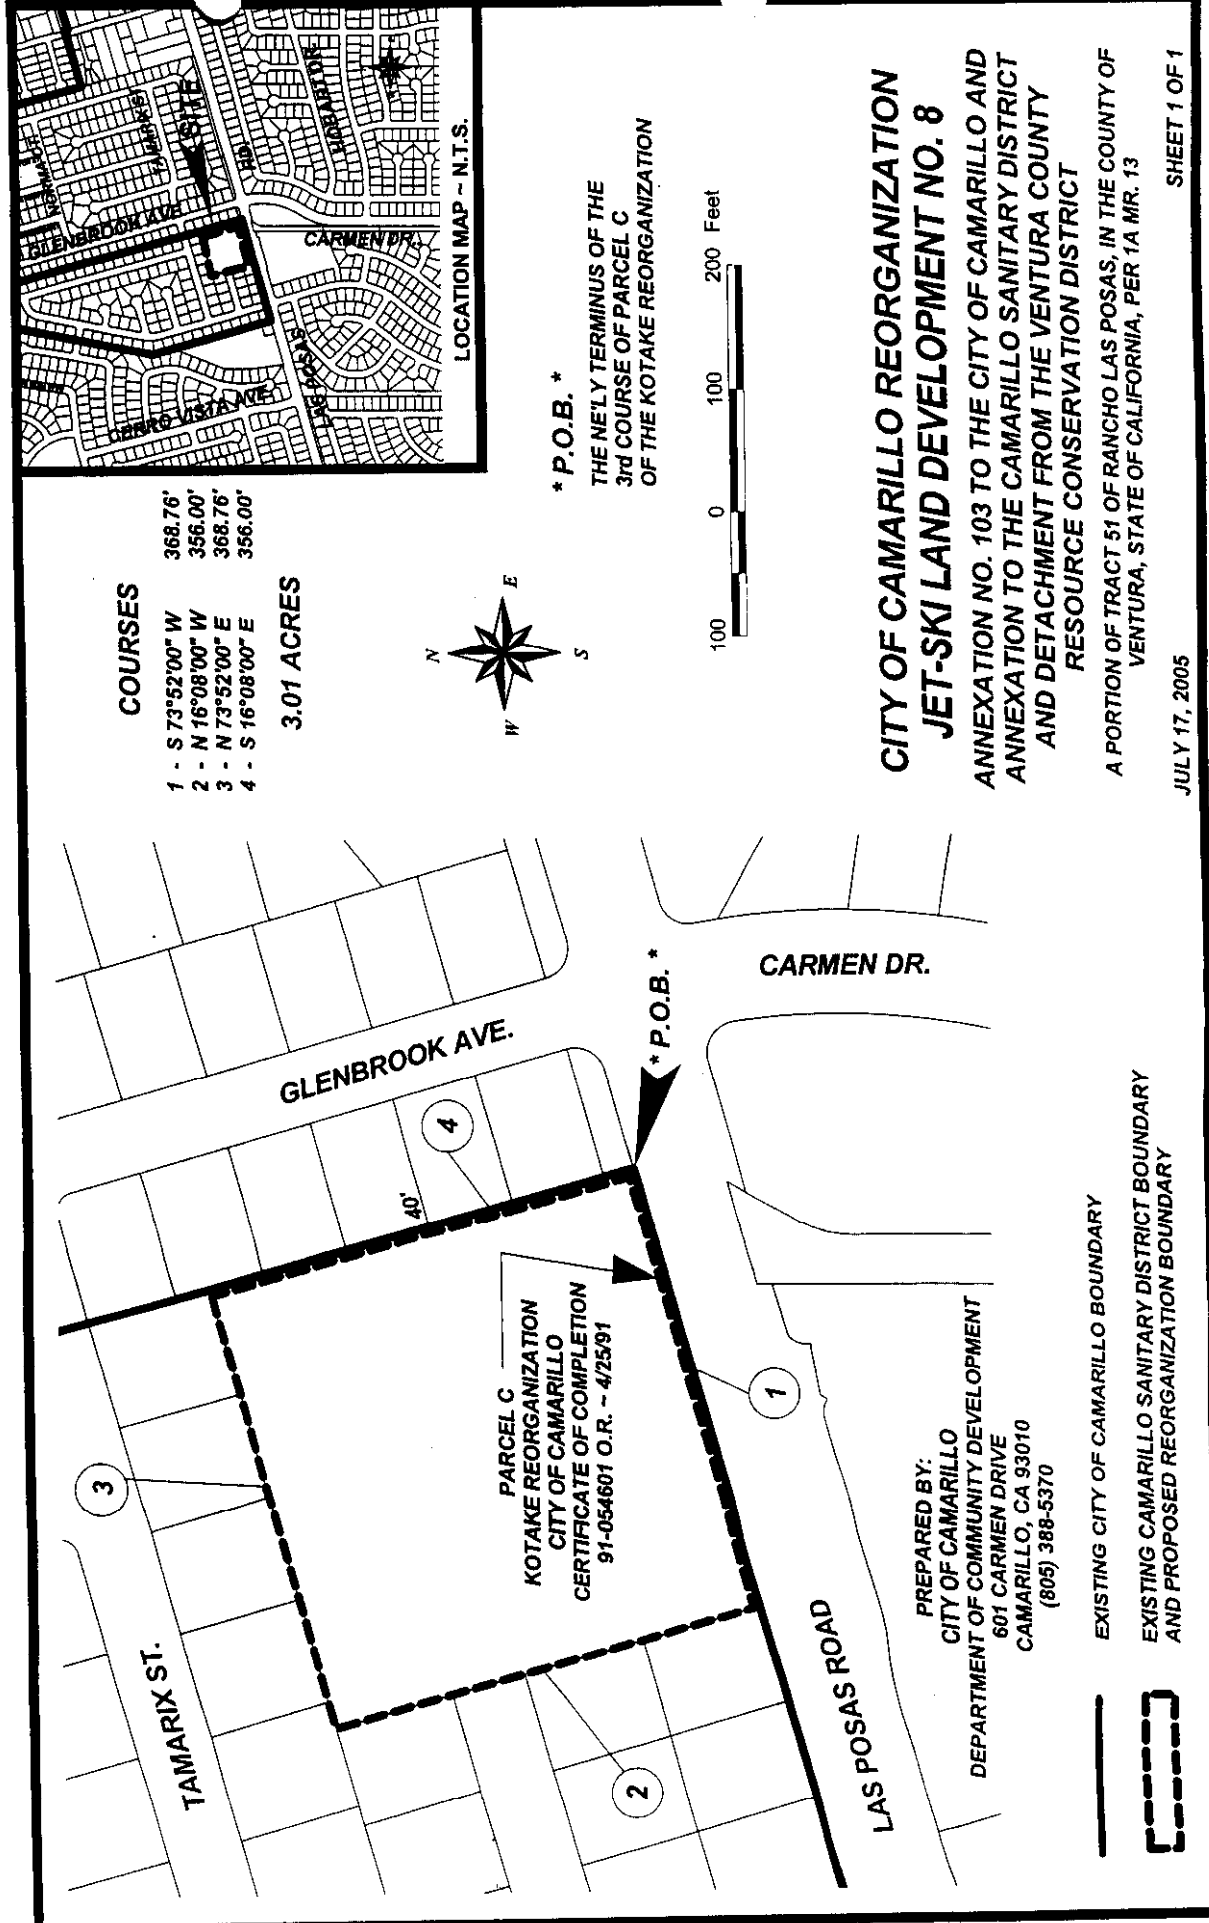 TAMARIX ST.
GLENBROOK AVE.
CARMEN DR.
LAS POSAS ROAD
* P.O.B. *
40'
1
2
3
4
PARCEL C
KOTAKE REORGANIZATION
CITY OF CAMARILLO
CERTIFICATE OF COMPLETION
91-054601 O.R. ~ 4/25/91
PREPARED BY:
CITY OF CAMARILLO
DEPARTMENT OF COMMUNITY DEVELOPMENT
601 CARMEN DRIVE
CAMARILLO, CA 93010
(805) 388-5370
EXISTING CITY OF CAMARILLO BOUNDARY
EXISTING CAMARILLO SANITARY DISTRICT BOUNDARY
AND PROPOSED REORGANIZATION BOUNDARY
COURSES
1 - S 73°52'00" W 368.76'
2 - N 16°08'00" W 356.00'
3 - N 73°52'00" E 368.76'
4 - S 16°08'00" E 356.00'
3.01 ACRES
N
W
E
S
NORMA CT.
TAMARIX ST.
SITE
GLENBROOK AVE.
RD.
HOBART DR.
CARMEN DR.
CERRO VISTA AVE.
LAS POSAS
LOCATION MAP ~ N.T.S.
* P.O.B. *
THE NE'LY TERMINUS OF THE
3rd COURSE OF PARCEL C
OF THE KOTAKE REORGANIZATION
100 0 100 200 Feet
CITY OF CAMARILLO REORGANIZATION
JET-SKI LAND DEVELOPMENT NO. 8
ANNEXATION NO. 103 TO THE CITY OF CAMARILLO AND
ANNEXATION TO THE CAMARILLO SANITARY DISTRICT
AND DETACHMENT FROM THE VENTURA COUNTY
RESOURCE CONSERVATION DISTRICT
A PORTION OF TRACT 51 OF RANCHO LAS POSAS, IN THE COUNTY OF
VENTURA, STATE OF CALIFORNIA, PER 1A MR. 13
JULY 17, 2005
SHEET 1 OF 1